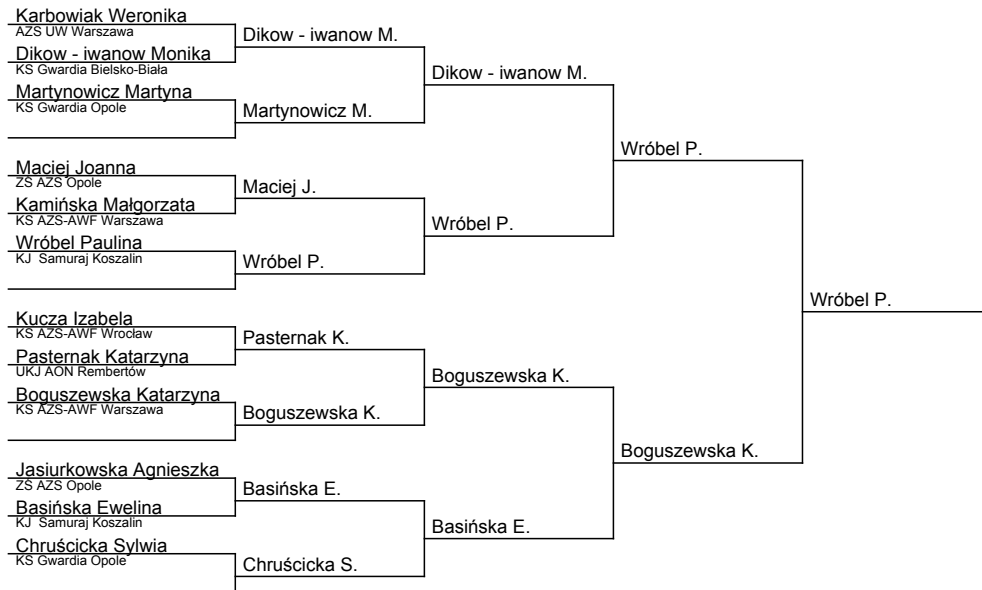 Karbowiak Weronika
AZS UW Warszawa
Dikow - iwanow Monika
KS Gwardia Bielsko-Biała
Martynowicz Martyna
KS Gwardia Opole
Maciej Joanna
ZŚ AZS Opole
Kamińska Małgorzata
KS AZS-AWF Warszawa
Wróbel Paulina
KJ Samuraj Koszalin
Kucza Izabela
KS AZS-AWF Wrocław
Pasternak Katarzyna
UKJ AON Rembertów
Boguszewska Katarzyna
KS AZS-AWF Warszawa
Jasiurkowska Agnieszka
ZŚ AZS Opole
Basińska Ewelina
KJ Samuraj Koszalin
Chruścicka Sylwia
KS Gwardia Opole
Dikow - iwanow M.
Martynowicz M.
Maciej J.
Wróbel P.
Pasternak K.
Boguszewska K.
Basińska E.
Chruścicka S.
Dikow - iwanow M.
Wróbel P.
Boguszewska K.
Basińska E.
Wróbel P.
Boguszewska K.
Wróbel P.